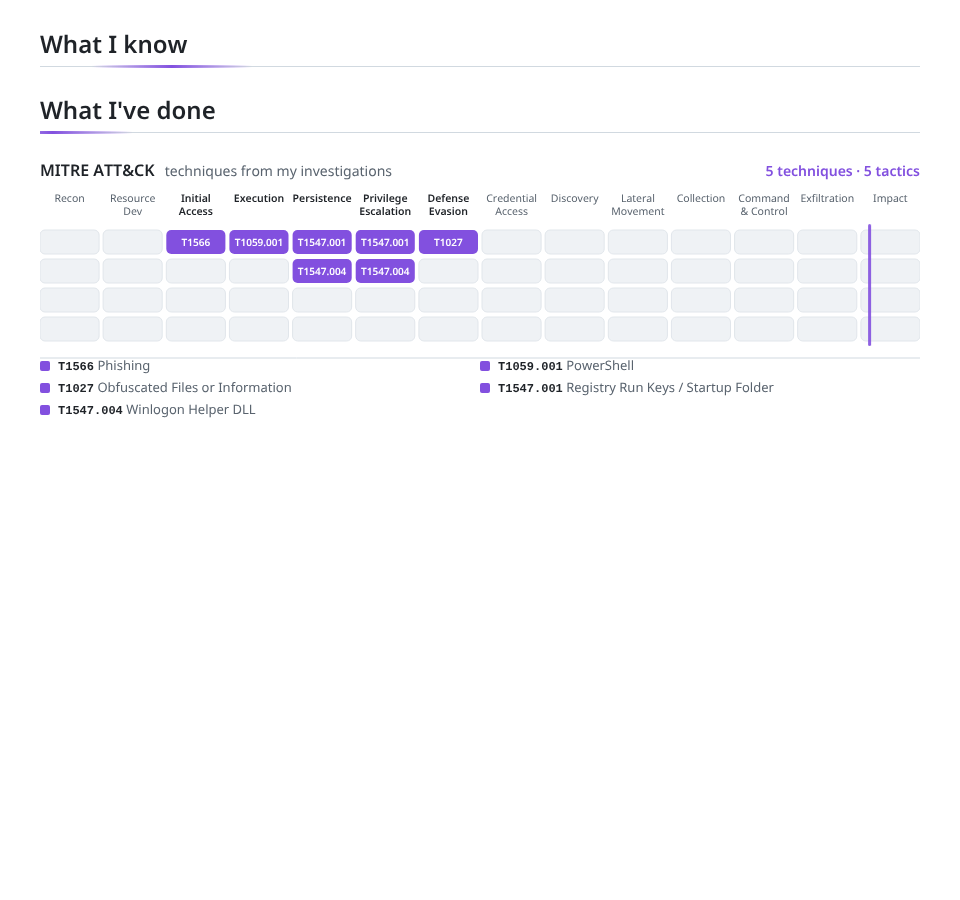 What I know
What I've done
MITRE ATT&CK techniques from my investigations 5 techniques · 5 tactics
Recon Resource Dev Initial Access Execution Persistence Privilege Escalation Defense Evasion Credential Access Discovery Lateral Movement Collection Command & Control Exfiltration Impact
T1566 T1059.001 T1547.001 T1547.001 T1027
T1547.004 T1547.004
T1566 Phishing T1059.001 PowerShell
T1027 Obfuscated Files or Information T1547.001 Registry Run Keys / Startup Folder
T1547.004 Winlogon Helper DLL